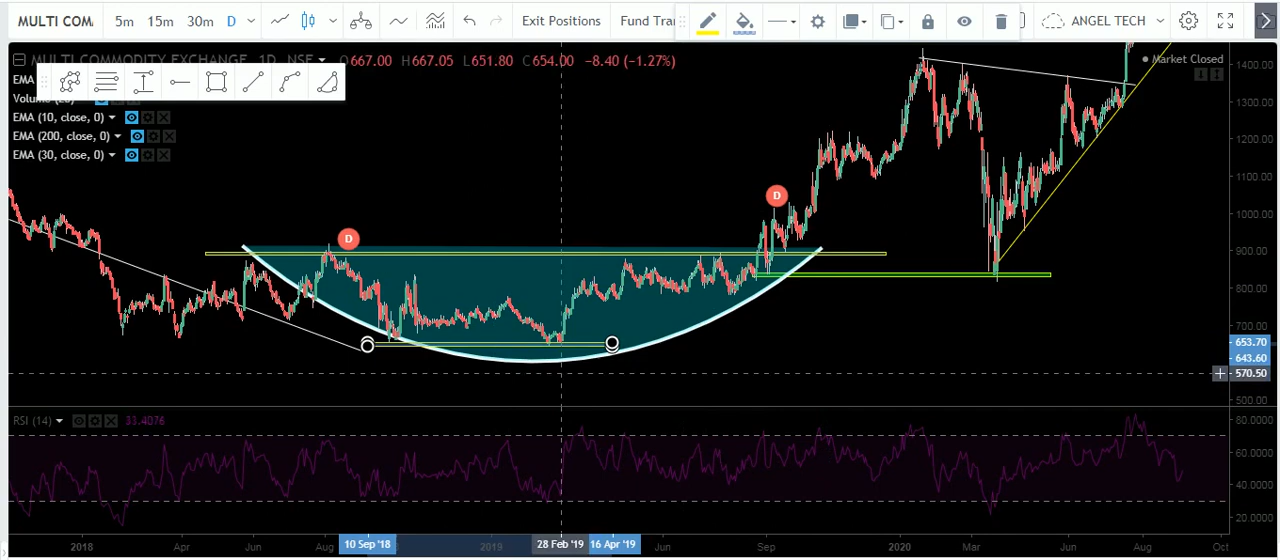 MULTI COM 5m 15m 30m D Exit Positions Fund Tran ANGEL TECH
MULTI COMMODITY EXCHANGE, 1D, NSE O667.00 H667.05 L651.80 C654.00 -8.40 (-1.27%)
Market Closed
EMA
Volume (20)
EMA (10, close, 0)
EMA (200, close, 0)
EMA (30, close, 0)
D
D
1400.00
1300.00
1200.00
1100.00
1000.00
900.00
800.00
700.00
653.70
643.60
570.50
500.00
RSI (14) 33.4076
80.0000
60.0000
40.0000
20.0000
2018 Apr Jun Aug 10 Sep '18 2019 28 Feb '19 16 Apr '19 Jun Sep 2020 Mar Jun Aug Oct